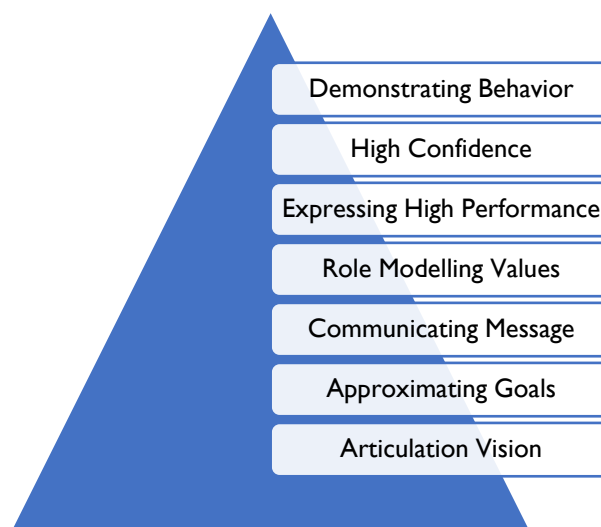 Demonstrating Behavior
High Confidence
Expressing High Performance
Role Modelling Values
Communicating Message
Approximating Goals
Articulation Vision